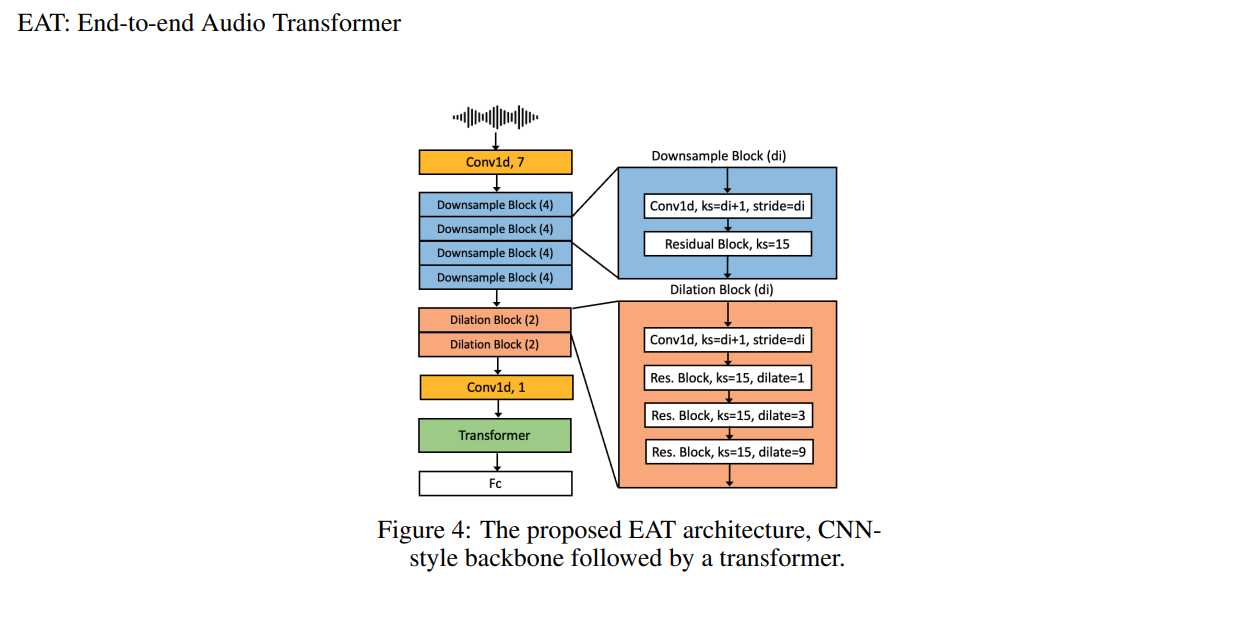 EAT: End-to-end Audio Transformer
Conv1d, 7
Downsample Block (4)
Downsample Block (4)
Downsample Block (4)
Downsample Block (4)
Dilation Block (2)
Dilation Block (2)
Conv1d, 1
Transformer
Fc
Downsample Block (di)
Conv1d, ks=di+1, stride=di
Residual Block, ks=15
Dilation Block (di)
Conv1d, ks=di+1, stride=di
Res. Block, ks=15, dilate=1
Res. Block, ks=15, dilate=3
Res. Block, ks=15, dilate=9
Figure 4: The proposed EAT architecture, CNN-
style backbone followed by a transformer.